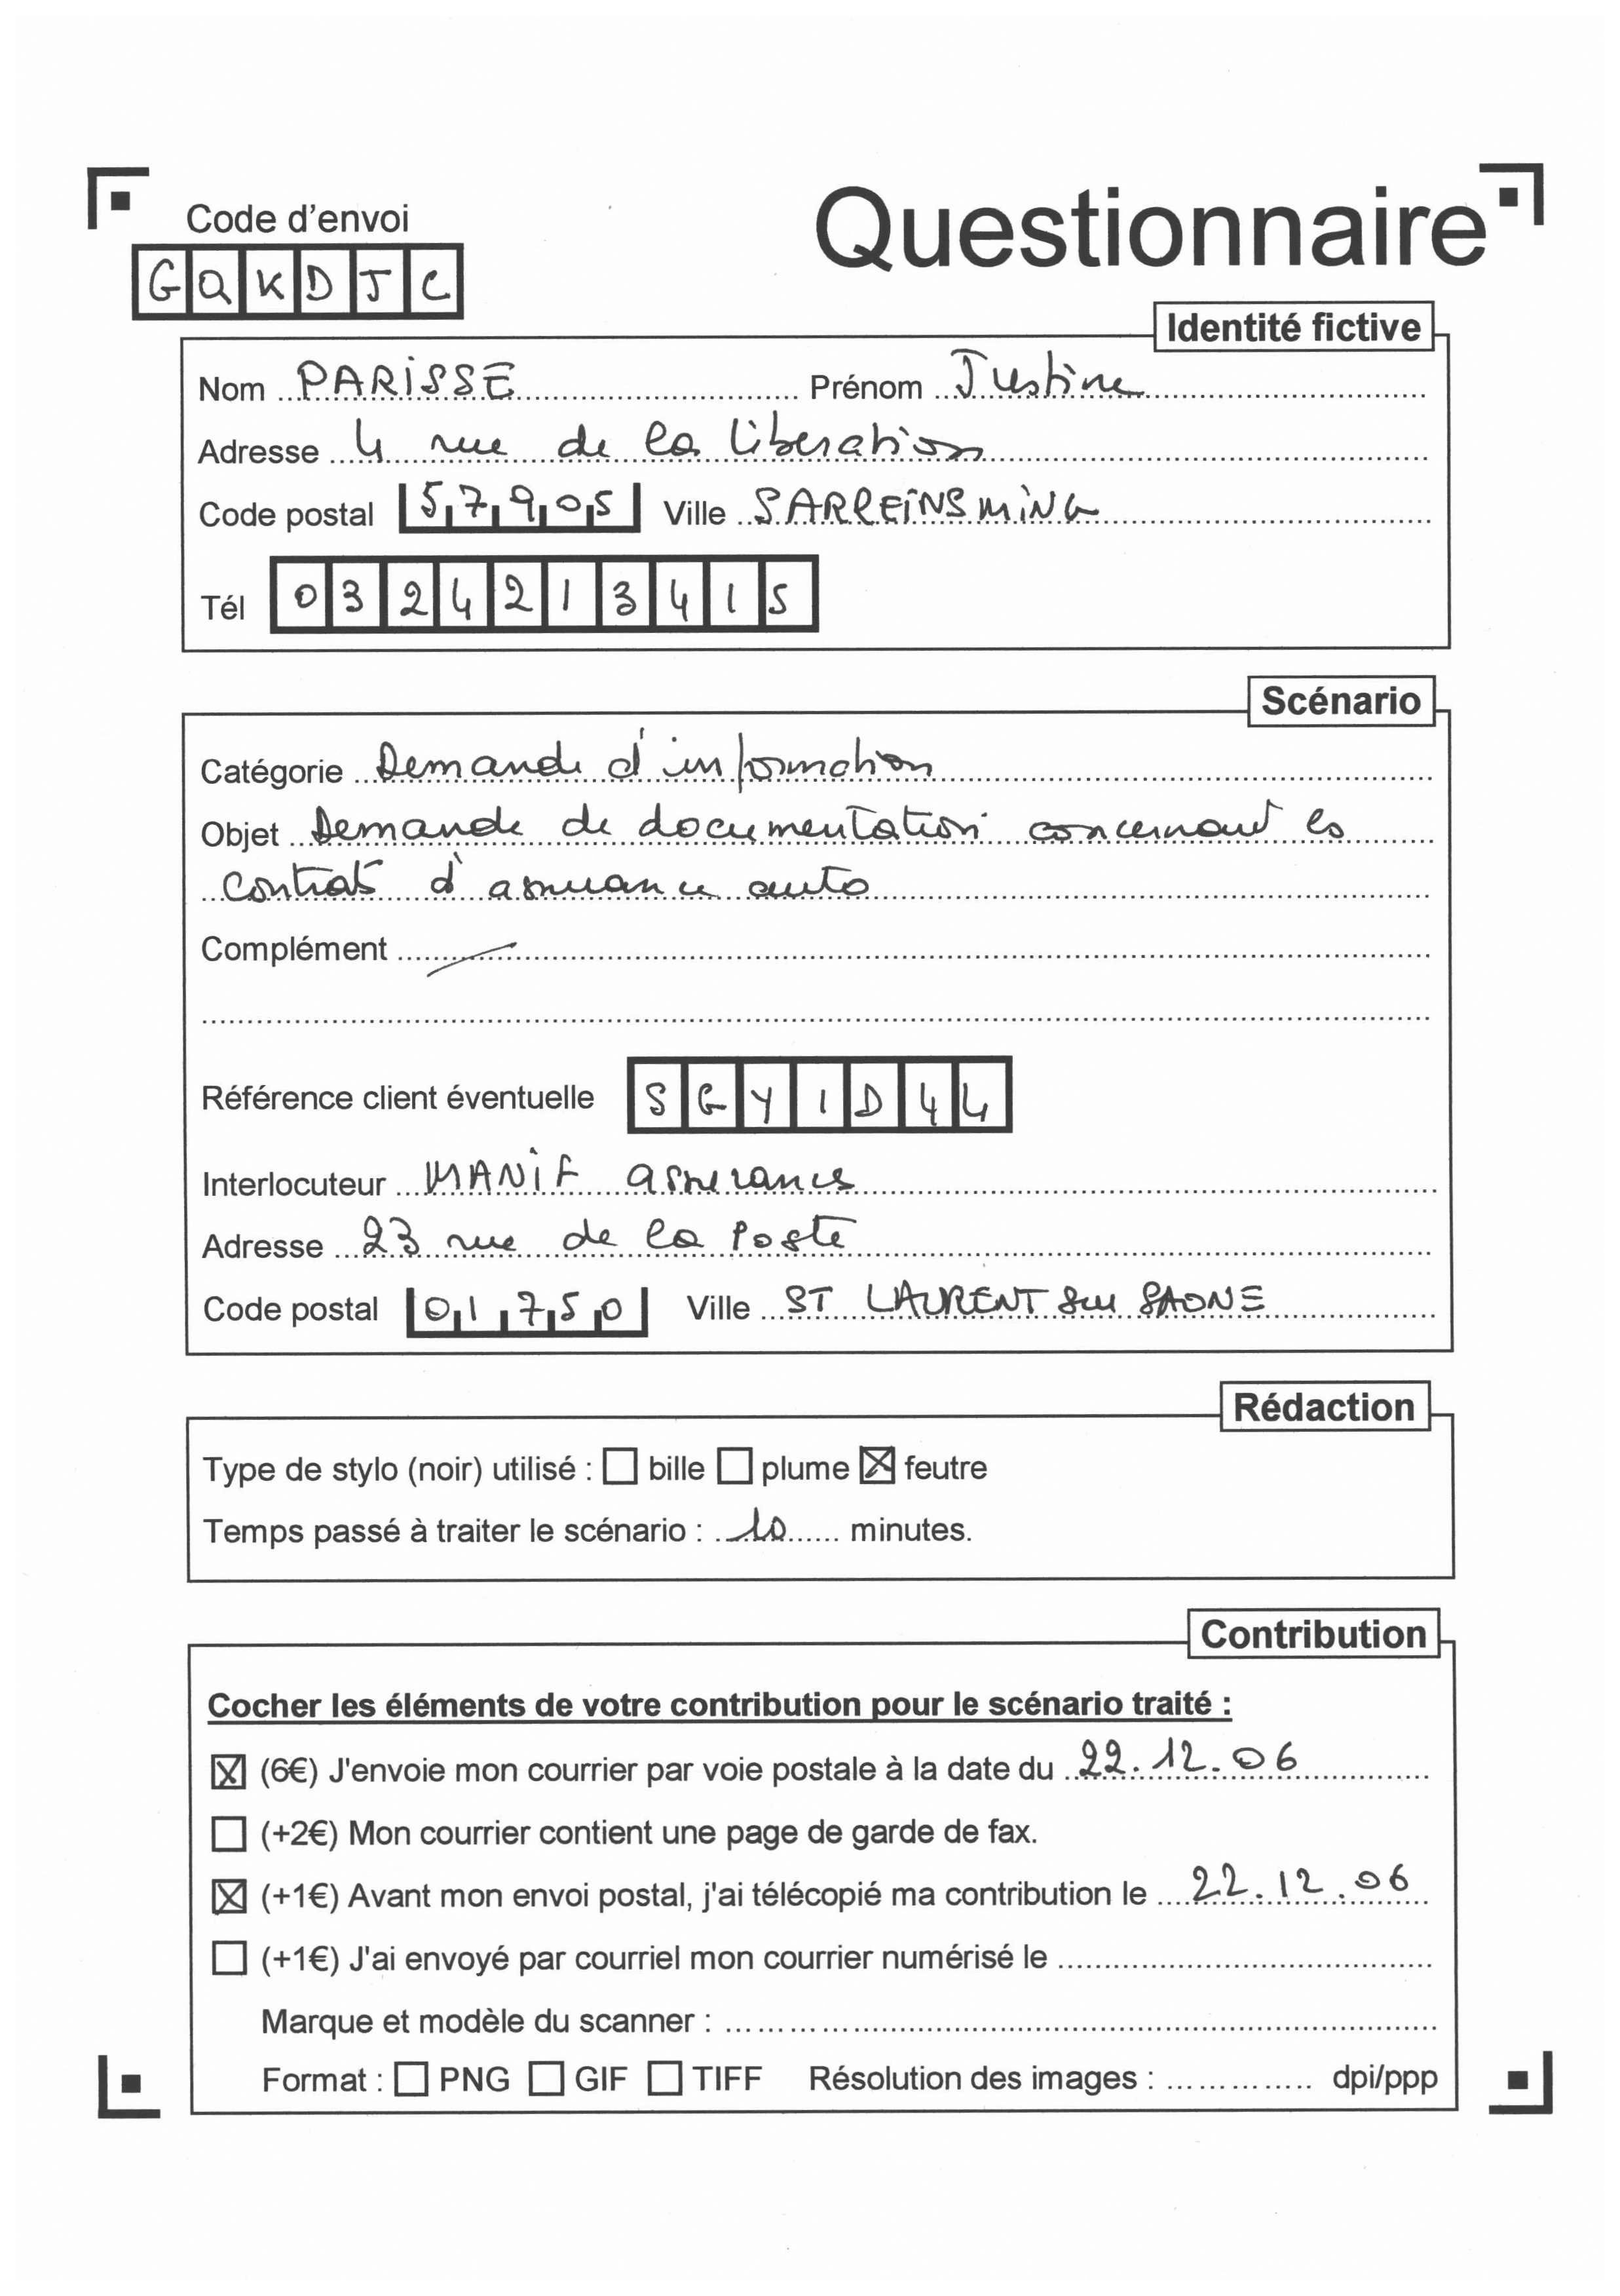 Code d'envoi
Questionnaire
GQKDJC
Identité fictive
Nom PARISSE Prénom Justine
Adresse 4 rue de la libération
Code postal 57905 Ville SARREINSMING
Tél 0324213415
Scénario
Catégorie Demande d'information
Objet Demande de documentation concernant les
contrats d'assurance auto
Complément
Référence client éventuelle SGYID44
Interlocuteur MANIF assurances
Adresse 23 rue de la Poste
Code postal 01750 Ville ST LAURENT sur SAONE
Rédaction
Type de stylo (noir) utilisé : bille plume feutre
Temps passé à traiter le scénario : 10 minutes.
Contribution
Cocher les éléments de votre contribution pour le scénario traité :
(6€) J'envoie mon courrier par voie postale à la date du 22.12.06
(+2€) Mon courrier contient une page de garde de fax.
(+1€) Avant mon envoi postal, j'ai télécopié ma contribution le 22.12.06
(+1€) J'ai envoyé par courriel mon courrier numérisé le
Marque et modèle du scanner :
Format : PNG GIF TIFF Résolution des images : dpi/ppp